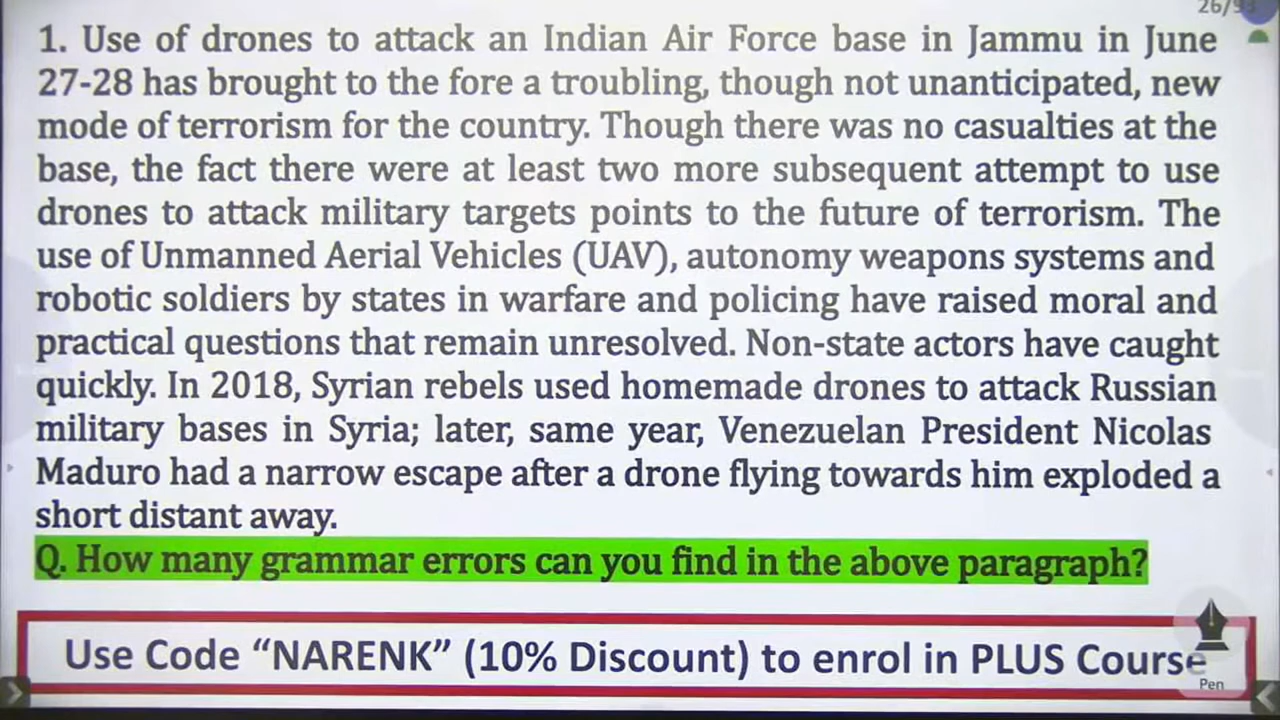 26/93
1. Use of drones to attack an Indian Air Force base in Jammu in June
27-28 has brought to the fore a troubling, though not unanticipated, new
mode of terrorism for the country. Though there was no casualties at the
base, the fact there were at least two more subsequent attempt to use
drones to attack military targets points to the future of terrorism. The
use of Unmanned Aerial Vehicles (UAV), autonomy weapons systems and
robotic soldiers by states in warfare and policing have raised moral and
practical questions that remain unresolved. Non-state actors have caught
quickly. In 2018, Syrian rebels used homemade drones to attack Russian
military bases in Syria; later, same year, Venezuelan President Nicolas
Maduro had a narrow escape after a drone flying towards him exploded a
short distant away.
Q. How many grammar errors can you find in the above paragraph?
Use Code “NARENK” (10% Discount) to enrol in PLUS Course
Pen